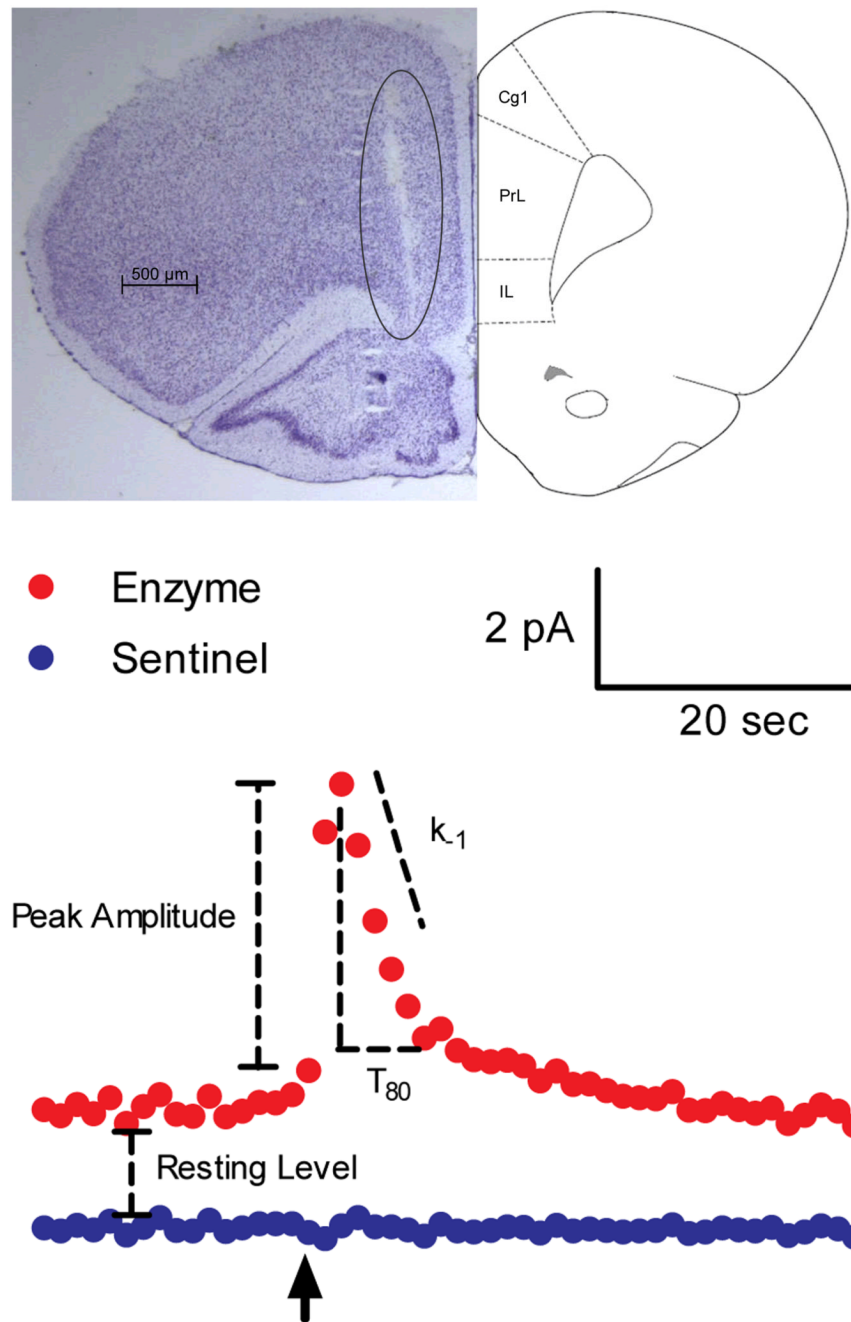 Cg1
PrL
500 µm
IL
Enzyme
Sentinel
2 pA
20 sec
k-1
Peak Amplitude
T80
Resting Level